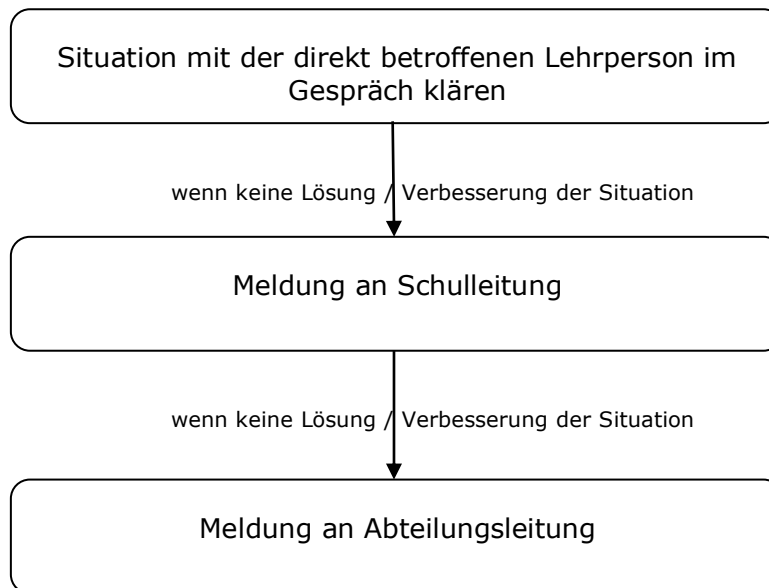 Situation mit der direkt betroffenen Lehrperson im
Gespräch klären
wenn keine Lösung / Verbesserung der Situation
Meldung an Schulleitung
wenn keine Lösung / Verbesserung der Situation
Meldung an Abteilungsleitung